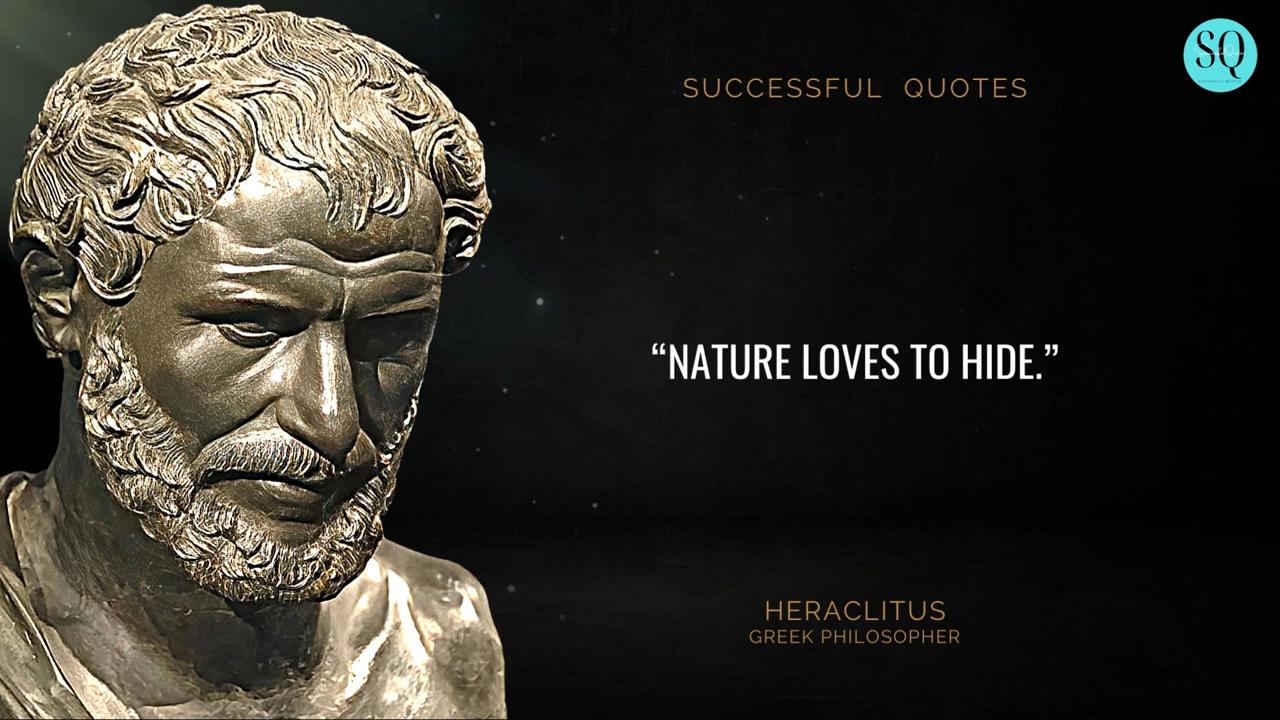 SUCCESSFUL QUOTES
SQ
“NATURE LOVES TO HIDE.”
HERACLITUS
GREEK PHILOSOPHER